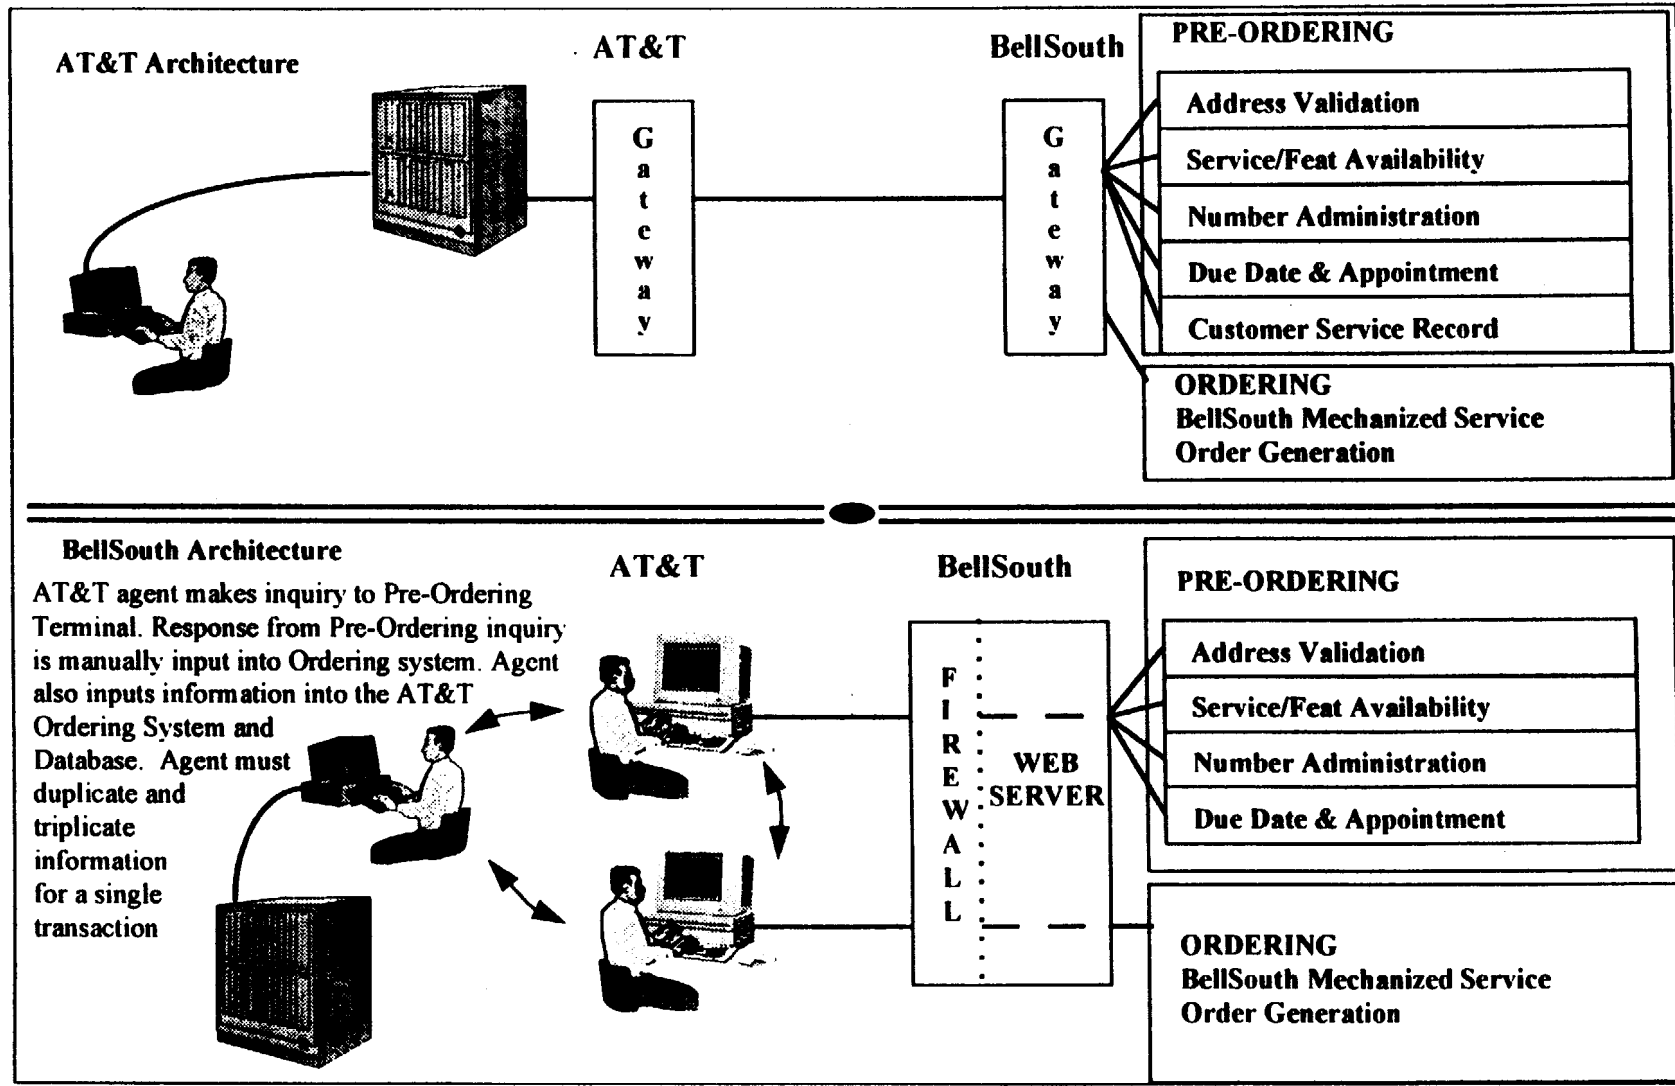 AT&T Architecture
AT&T
BellSouth
Gateway
Gateway
PRE-ORDERING
Address Validation
Service/Feat Availability
Number Administration
Due Date & Appointment
Customer Service Record
ORDERING
BellSouth Mechanized Service
Order Generation
BellSouth Architecture
AT&T agent makes inquiry to Pre-Ordering
Terminal. Response from Pre-Ordering inquiry
is manually input into Ordering system. Agent
also inputs information into the AT&T
Ordering System and
Database. Agent must
duplicate and
triplicate
information
for a single
transaction
AT&T
BellSouth
FIREWALL
WEB
SERVER
PRE-ORDERING
Address Validation
Service/Feat Availability
Number Administration
Due Date & Appointment
ORDERING
BellSouth Mechanized Service
Order Generation